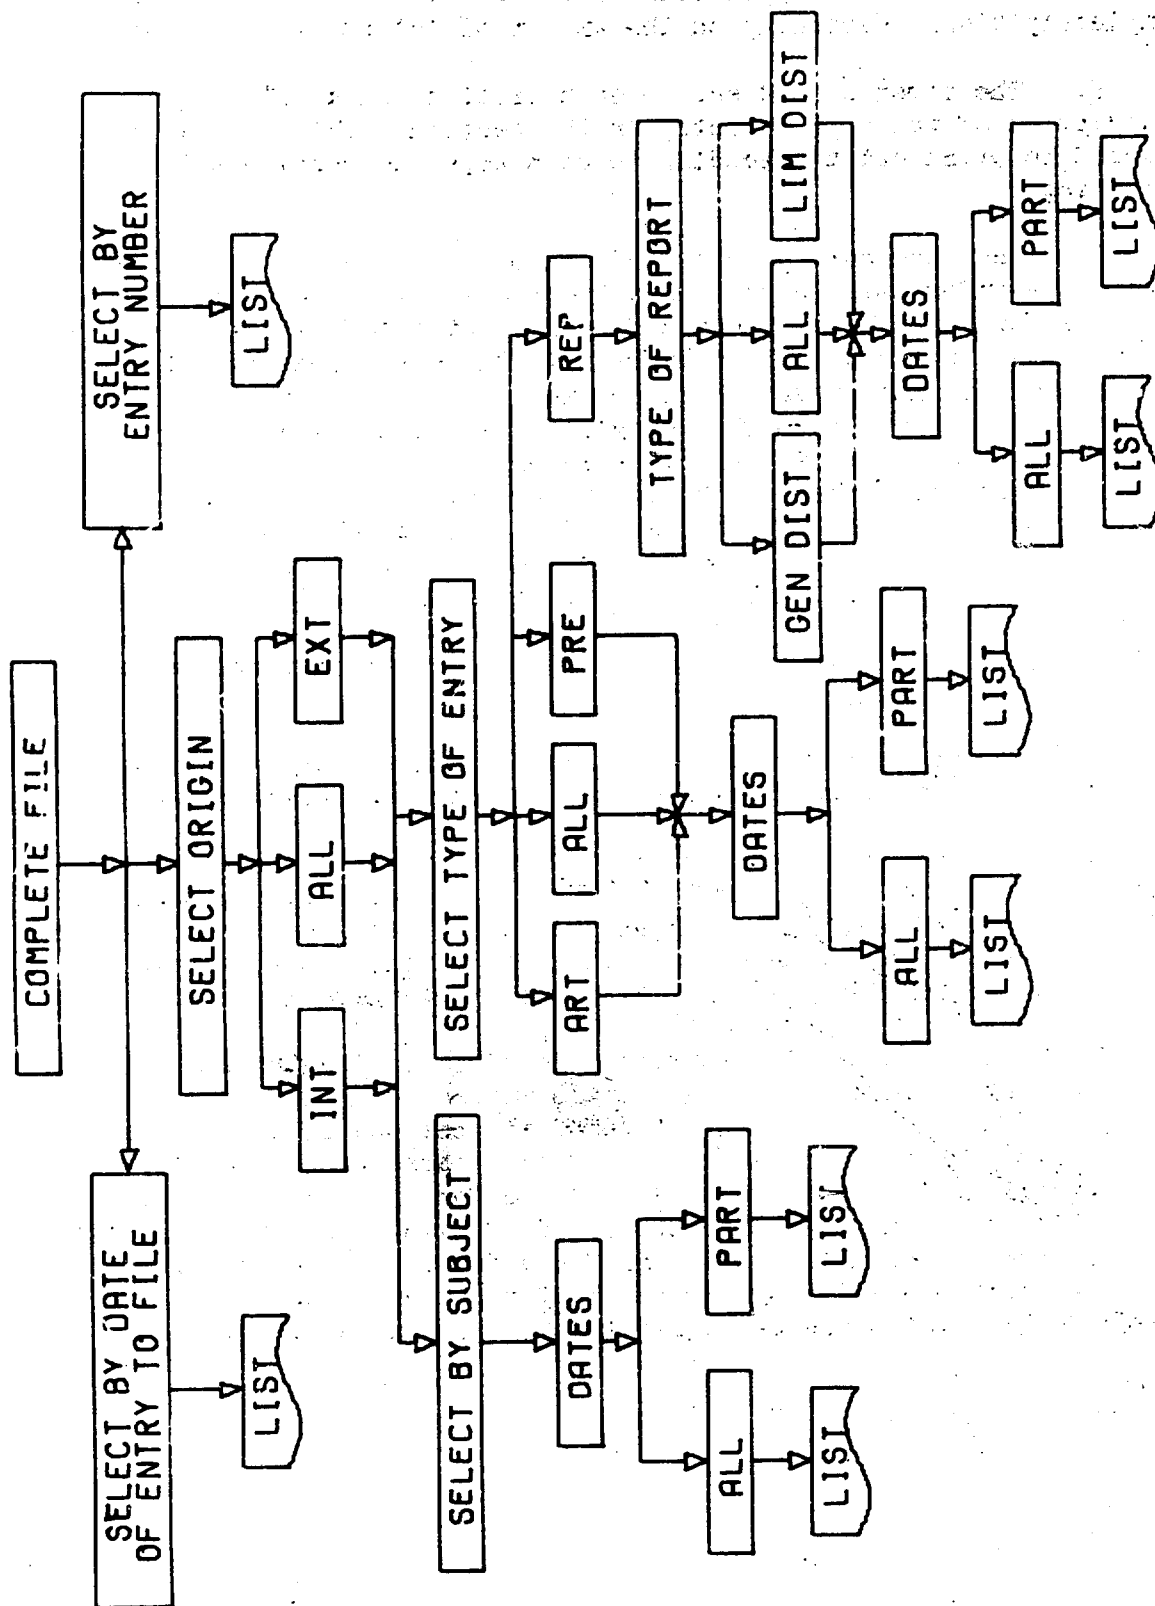 COMPLETE FILE
SELECT BY DATE
OF ENTRY TO FILE
SELECT BY
ENTRY NUMBER
LIST
SELECT ORIGIN
LIST
INT
ALL
EXT
SELECT BY SUBJECT
SELECT TYPE OF ENTRY
DATES
ART
ALL
PRE
REP
TYPE OF REPORT
ALL
PART
DATES
GEN DIST
ALL
LIM DIST
LIST
LIST
ALL
PART
DATES
LIST
LIST
ALL
PART
LIST
LIST